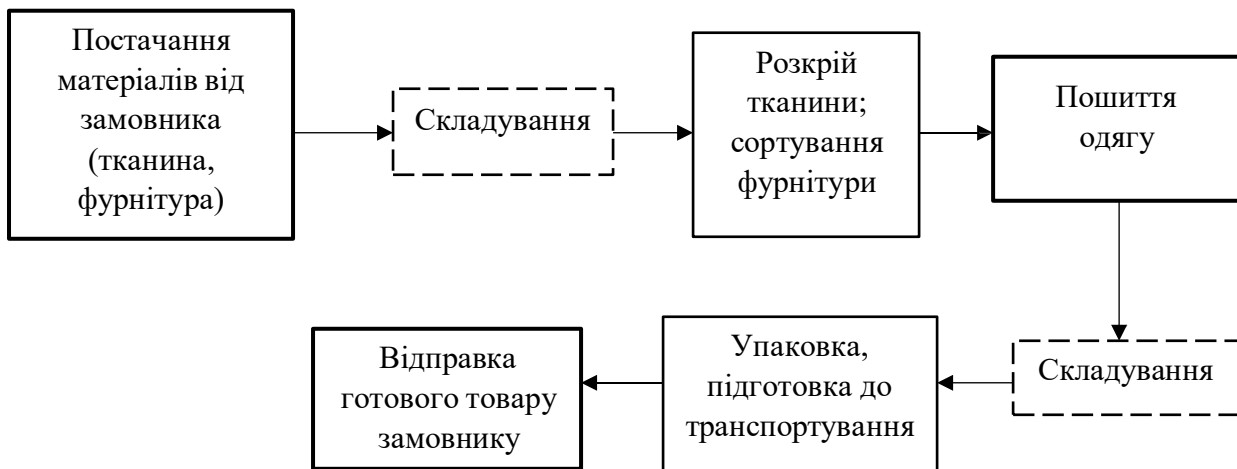 Постачання
матеріалів від
замовника
(тканина,
фурнітура)
Складування
Розкрій
тканини;
сортування
фурнітури
Пошиття
одягу
Складування
Упаковка,
підготовка до
транспортування
Відправка
готового товару
замовнику